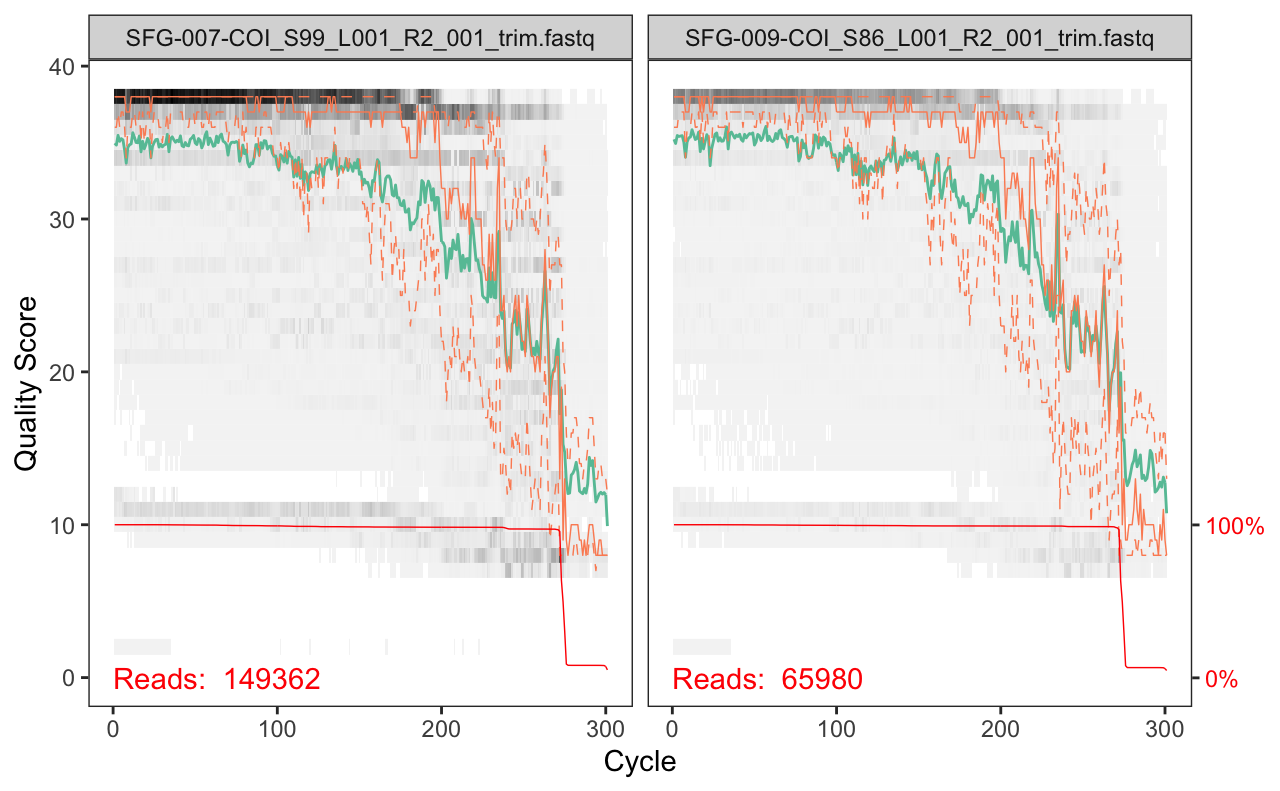 SFG-007-COI_S99_L001_R2_001_trim.fastq
SFG-009-COI_S86_L001_R2_001_trim.fastq
Quality Score
40
30
20
10
0
Reads: 149362
Reads: 65980
100%
0%
0 100 200 300
0 100 200 300
Cycle